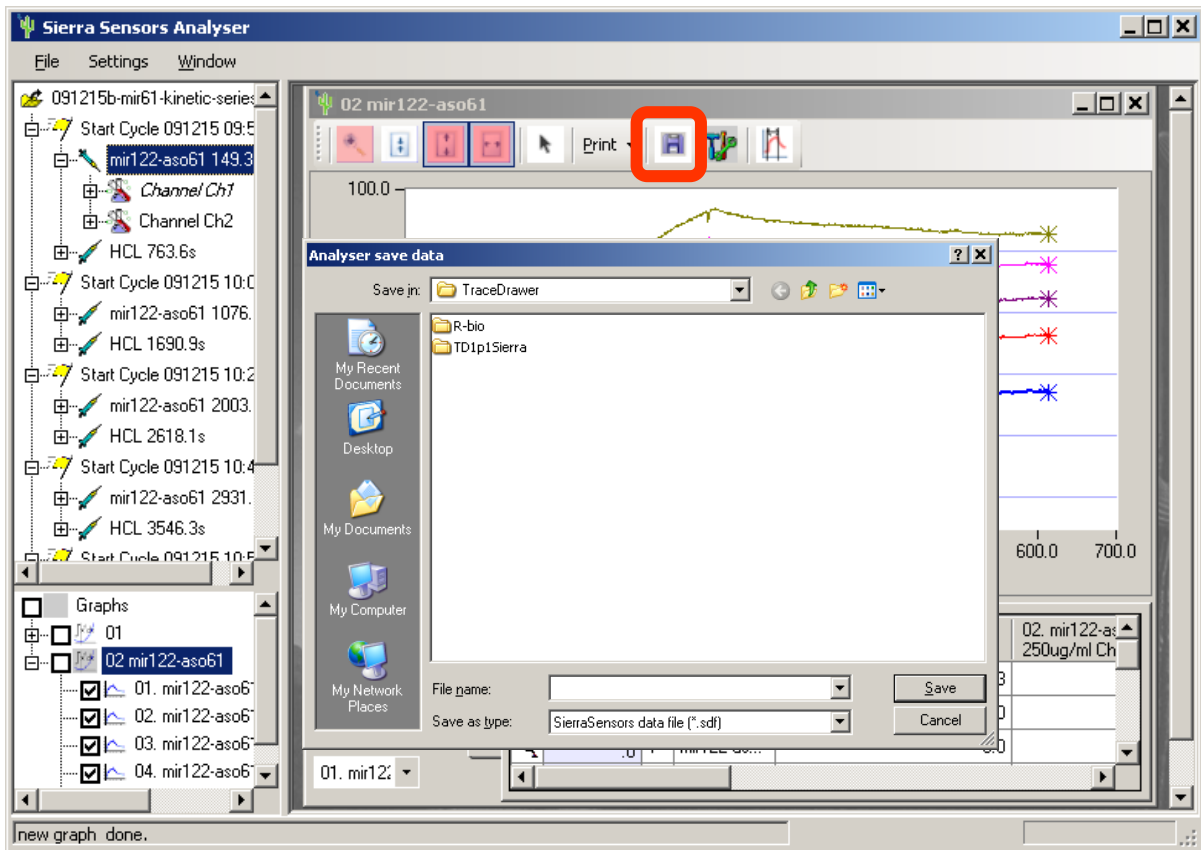 Sierra Sensors Analyser
File Settings Window
091215b-mir61-kinetic-series
Start Cycle 091215 09:5
mir122-aso61 149.3
Channel Ch1
Channel Ch2
HCL 763.6s
Start Cycle 091215 10:0
mir122-aso61 1076.
HCL 1690.9s
Start Cycle 091215 10:2
mir122-aso61 2003.
HCL 2618.1s
Start Cycle 091215 10:4
mir122-aso61 2931.
HCL 3546.3s
Start Cycle 091215 10:5
Graphs
01
02 mir122-aso61
01. mir122-aso6
02. mir122-aso6
03. mir122-aso6
04. mir122-aso6
new graph done.
02 mir122-aso61
Print
100.0
600.0 700.0
Analyser save data
Save in: TraceDrawer
My Recent
Documents
Desktop
My Documents
My Computer
My Network
Places
R-bio
TD1p1Sierra
File name: Save
Save as type: SierraSensors data file (*.sdf) Cancel
02. mir122-as
250ug/ml Ch
01. mir12